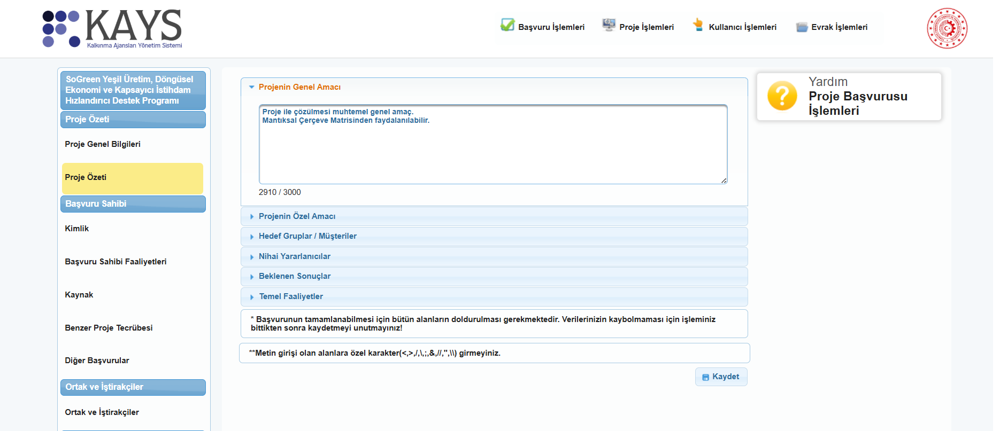 KAYS
Kalkınma Ajansları Yönetim Sistemi
Başvuru İşlemleri
Proje İşlemleri
Kullanıcı İşlemleri
Evrak İşlemleri
SoGreen Yeşil Üretim, Döngüsel
Ekonomi ve Kapsayıcı İstihdam
Hızlandırıcı Destek Programı
Proje Özeti
Proje Genel Bilgileri
Proje Özeti
Başvuru Sahibi
Kimlik
Başvuru Sahibi Faaliyetleri
Kaynak
Benzer Proje Tecrübesi
Diğer Başvurular
Ortak ve İştirakçiler
Ortak ve İştirakçiler
Projenin Genel Amacı
Proje ile çözülmesi muhtemel genel amaç.
Mantıksal Çerçeve Matrisinden faydalanılabilir.
2910 / 3000
Projenin Özel Amacı
Hedef Gruplar / Müşteriler
Nihai Yararlanıcılar
Beklenen Sonuçlar
Temel Faaliyetler
* Başvurunun tamamlanabilmesi için bütün alanların doldurulması gerekmektedir. Verilerinizin kaybolmaması için işleminiz
bittikten sonra kaydetmeyi unutmayınız!
**Metin girişi olan alanlara özel karakter(<,>,/,\,;,&,//,",\\) girmeyiniz.
Kaydet
Yardım
Proje Başvurusu
İşlemleri